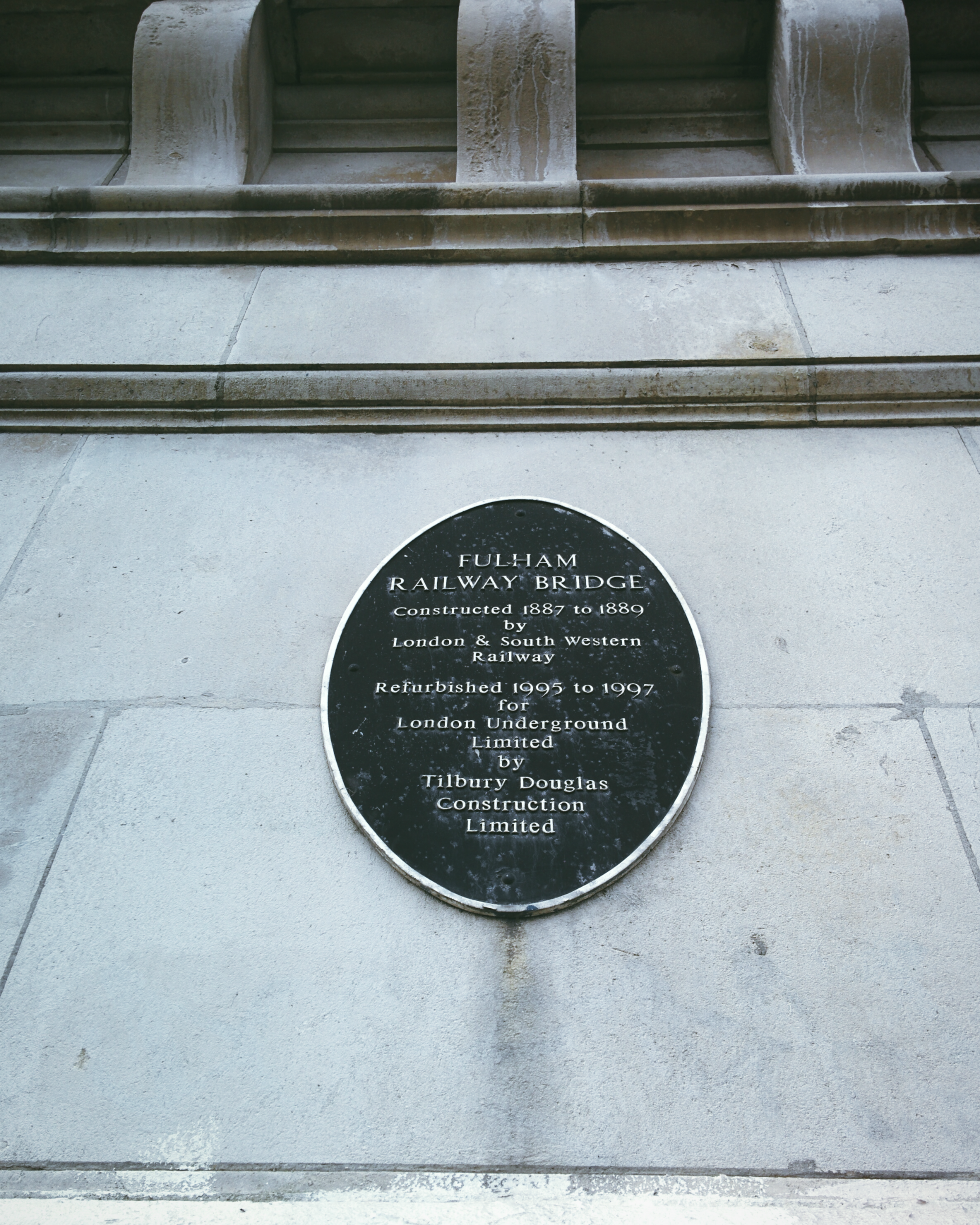 FULHAM
RAILWAY BRIDGE
Constructed 1887 to 1889
by
London & South Western
Railway
Refurbished 1995 to 1997
for
London Underground
Limited
by
Tilbury Douglas
Construction
Limited